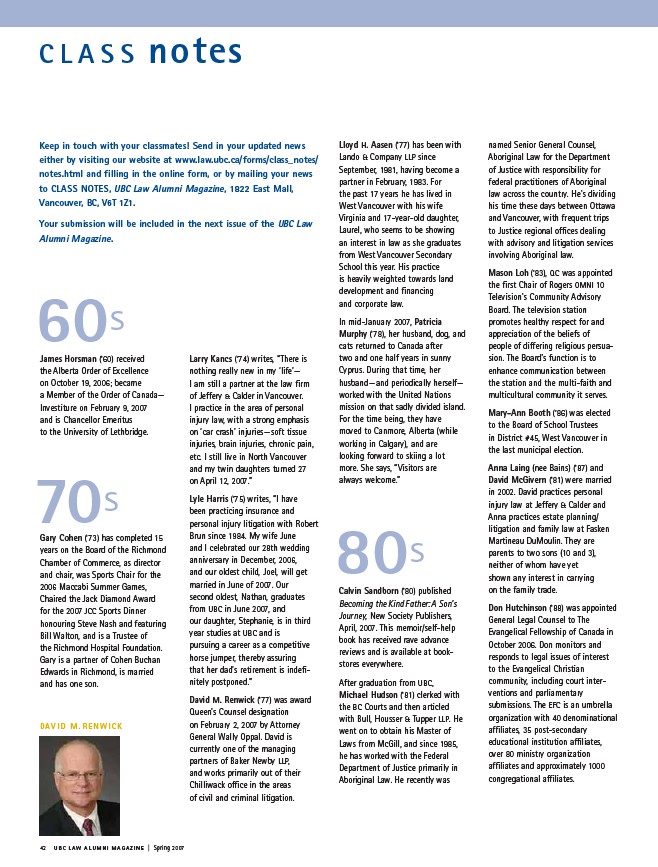 CLASS notes
Keep in touch with your classmates! Send in your updated news
either by visiting our website at www.law.ubc.ca/forms/class_notes/
notes.html and filling in the online form, or by mailing your news
to CLASS NOTES, UBC Law Alumni Magazine, 1822 East Mall,
Vancouver, BC, V6T 1Z1.
Your submission will be included in the next issue of the UBC Law
Alumni Magazine.
60s
James Horsman ('60) received
the Alberta Order of Excellence
on October 19, 2006; became
a Member of the Order of Canada—
Investiture on February 9, 2007
and is Chancellor Emeritus
to the University of Lethbridge.
70s
Gary Cohen ('73) has completed 15
years on the Board of the Richmond
Chamber of Commerce, as director
and chair, was Sports Chair for the
2006 Maccabi Summer Games,
Chaired the Jack Diamond Award
for the 2007 JCC Sports Dinner
honouring Steve Nash and featuring
Bill Walton, and is a Trustee of
the Richmond Hospital Foundation.
Gary is a partner of Cohen Buchan
Edwards in Richmond, is married
and has one son.
DAVID M. RENWICK
Larry Kancs ('74) writes, "There is
nothing really new in my 'life'—
I am still a partner at the law firm
of Jeffery & Calder in Vancouver.
I practice in the area of personal
injury law, with a strong emphasis
on 'car crash' injuries—soft tissue
injuries, brain injuries, chronic pain,
etc. I still live in North Vancouver
and my twin daughters turned 27
on April 12, 2007."
Lyle Harris ('75) writes, "I have
been practicing insurance and
personal injury litigation with Robert
Brun since 1984. My wife June
and I celebrated our 28th wedding
anniversary in December, 2006,
and our oldest child, Joel, will get
married in June of 2007. Our
second oldest, Nathan, graduates
from UBC in June 2007, and
our daughter, Stephanie, is in third
year studies at UBC and is
pursuing a career as a competitive
horse jumper, thereby assuring
that her dad's retirement is indefi-
nitely postponed."
David M. Renwick ('77) was award
Queen's Counsel designation
on February 2, 2007 by Attorney
General Wally Oppal. David is
currently one of the managing
partners of Baker Newby LLP,
and works primarily out of their
Chilliwack office in the areas
of civil and criminal litigation.
Lloyd H. Aasen ('77) has been with
Lando & Company LLP since
September, 1981, having become a
partner in February, 1983. For
the past 17 years he has lived in
West Vancouver with his wife
Virginia and 17-year-old daughter,
Laurel, who seems to be showing
an interest in law as she graduates
from West Vancouver Secondary
School this year. His practice
is heavily weighted towards land
development and financing
and corporate law.
In mid-January 2007, Patricia
Murphy ('78), her husband, dog, and
cats returned to Canada after
two and one half years in sunny
Cyprus. During that time, her
husband—and periodically herself—
worked with the United Nations
mission on that sadly divided island.
For the time being, they have
moved to Canmore, Alberta (while
working in Calgary), and are
looking forward to skiing a lot
more. She says, "Visitors are
always welcome."
80s
Calvin Sandborn ('80) published
Becoming the Kind Father: A Son's
Journey, New Society Publishers,
April, 2007. This memoir/self-help
book has received rave advance
reviews and is available at book-
stores everywhere.
After graduation from UBC,
Michael Hudson ('81) clerked with
the BC Courts and then articled
with Bull, Housser & Tupper LLP. He
went on to obtain his Master of
Laws from McGill, and since 1985,
he has worked with the Federal
Department of Justice primarily in
Aboriginal Law. He recently was
named Senior General Counsel,
Aboriginal Law for the Department
of Justice with responsibility for
federal practitioners of Aboriginal
law across the country. He's dividing
his time these days between Ottawa
and Vancouver, with frequent trips
to Justice regional offices dealing
with advisory and litigation services
involving Aboriginal law.
Mason Loh ('83), QC was appointed
the first Chair of Rogers OMNI 10
Television's Community Advisory
Board. The television station
promotes healthy respect for and
appreciation of the beliefs of
people of differing religious persua-
sion. The Board's function is to
enhance communication between
the station and the multi-faith and
multicultural community it serves.
Mary-Ann Booth ('86) was elected
to the Board of School Trustees
in District #45, West Vancouver in
the last municipal election.
Anna Laing (nee Bains) ('87) and
David McGivern ('81) were married
in 2002. David practices personal
injury law at Jeffery & Calder and
Anna practices estate planning/
litigation and family law at Fasken
Martineau DuMoulin. They are
parents to two sons (10 and 3),
neither of whom have yet
shown any interest in carrying
on the family trade.
Don Hutchinson ('88) was appointed
General Legal Counsel to The
Evangelical Fellowship of Canada in
October 2006. Don monitors and
responds to legal issues of interest
to the Evangelical Christian
community, including court inter-
ventions and parliamentary
submissions. The EFC is an umbrella
organization with 40 denominational
affiliates, 35 post-secondary
educational institution affiliates,
over 80 ministry organization
affiliates and approximately 1000
congregational affiliates.
42 UBC LAW ALUMNI MAGAZINE | Spring 2007